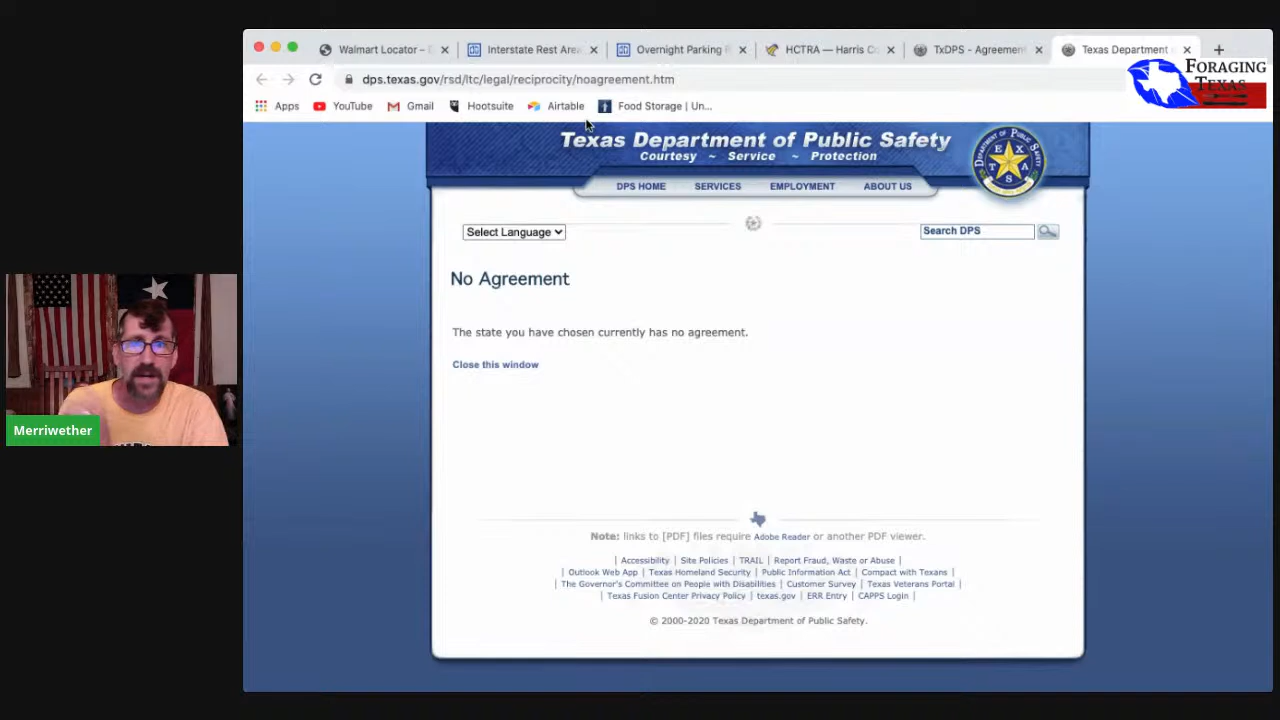 Walmart Locator – E
Interstate Rest Area
Overnight Parking R
HCTRA — Harris Co
TxDPS - Agreement
Texas Department o
FORAGING
TEXAS
dps.texas.gov/rsd/ltc/legal/reciprocity/noagreement.htm
Apps
YouTube
Gmail
Hootsuite
Airtable
Food Storage | Un...
Texas Department of Public Safety
Courtesy ~ Service ~ Protection
DPS HOME
SERVICES
EMPLOYMENT
ABOUT US
Select Language
Search DPS
No Agreement
The state you have chosen currently has no agreement.
Close this window
Merriwether
Note: links to [PDF] files require Adobe Reader or another PDF viewer.
| Accessibility | Site Policies | TRAIL | Report Fraud, Waste or Abuse |
| Outlook Web App | Texas Homeland Security | Public Information Act | Compact with Texans |
| The Governor's Committee on People with Disabilities | Customer Survey | Texas Veterans Portal |
| Texas Fusion Center Privacy Policy | texas.gov | ERR Entry | CAPPS Login |
© 2000-2020 Texas Department of Public Safety.